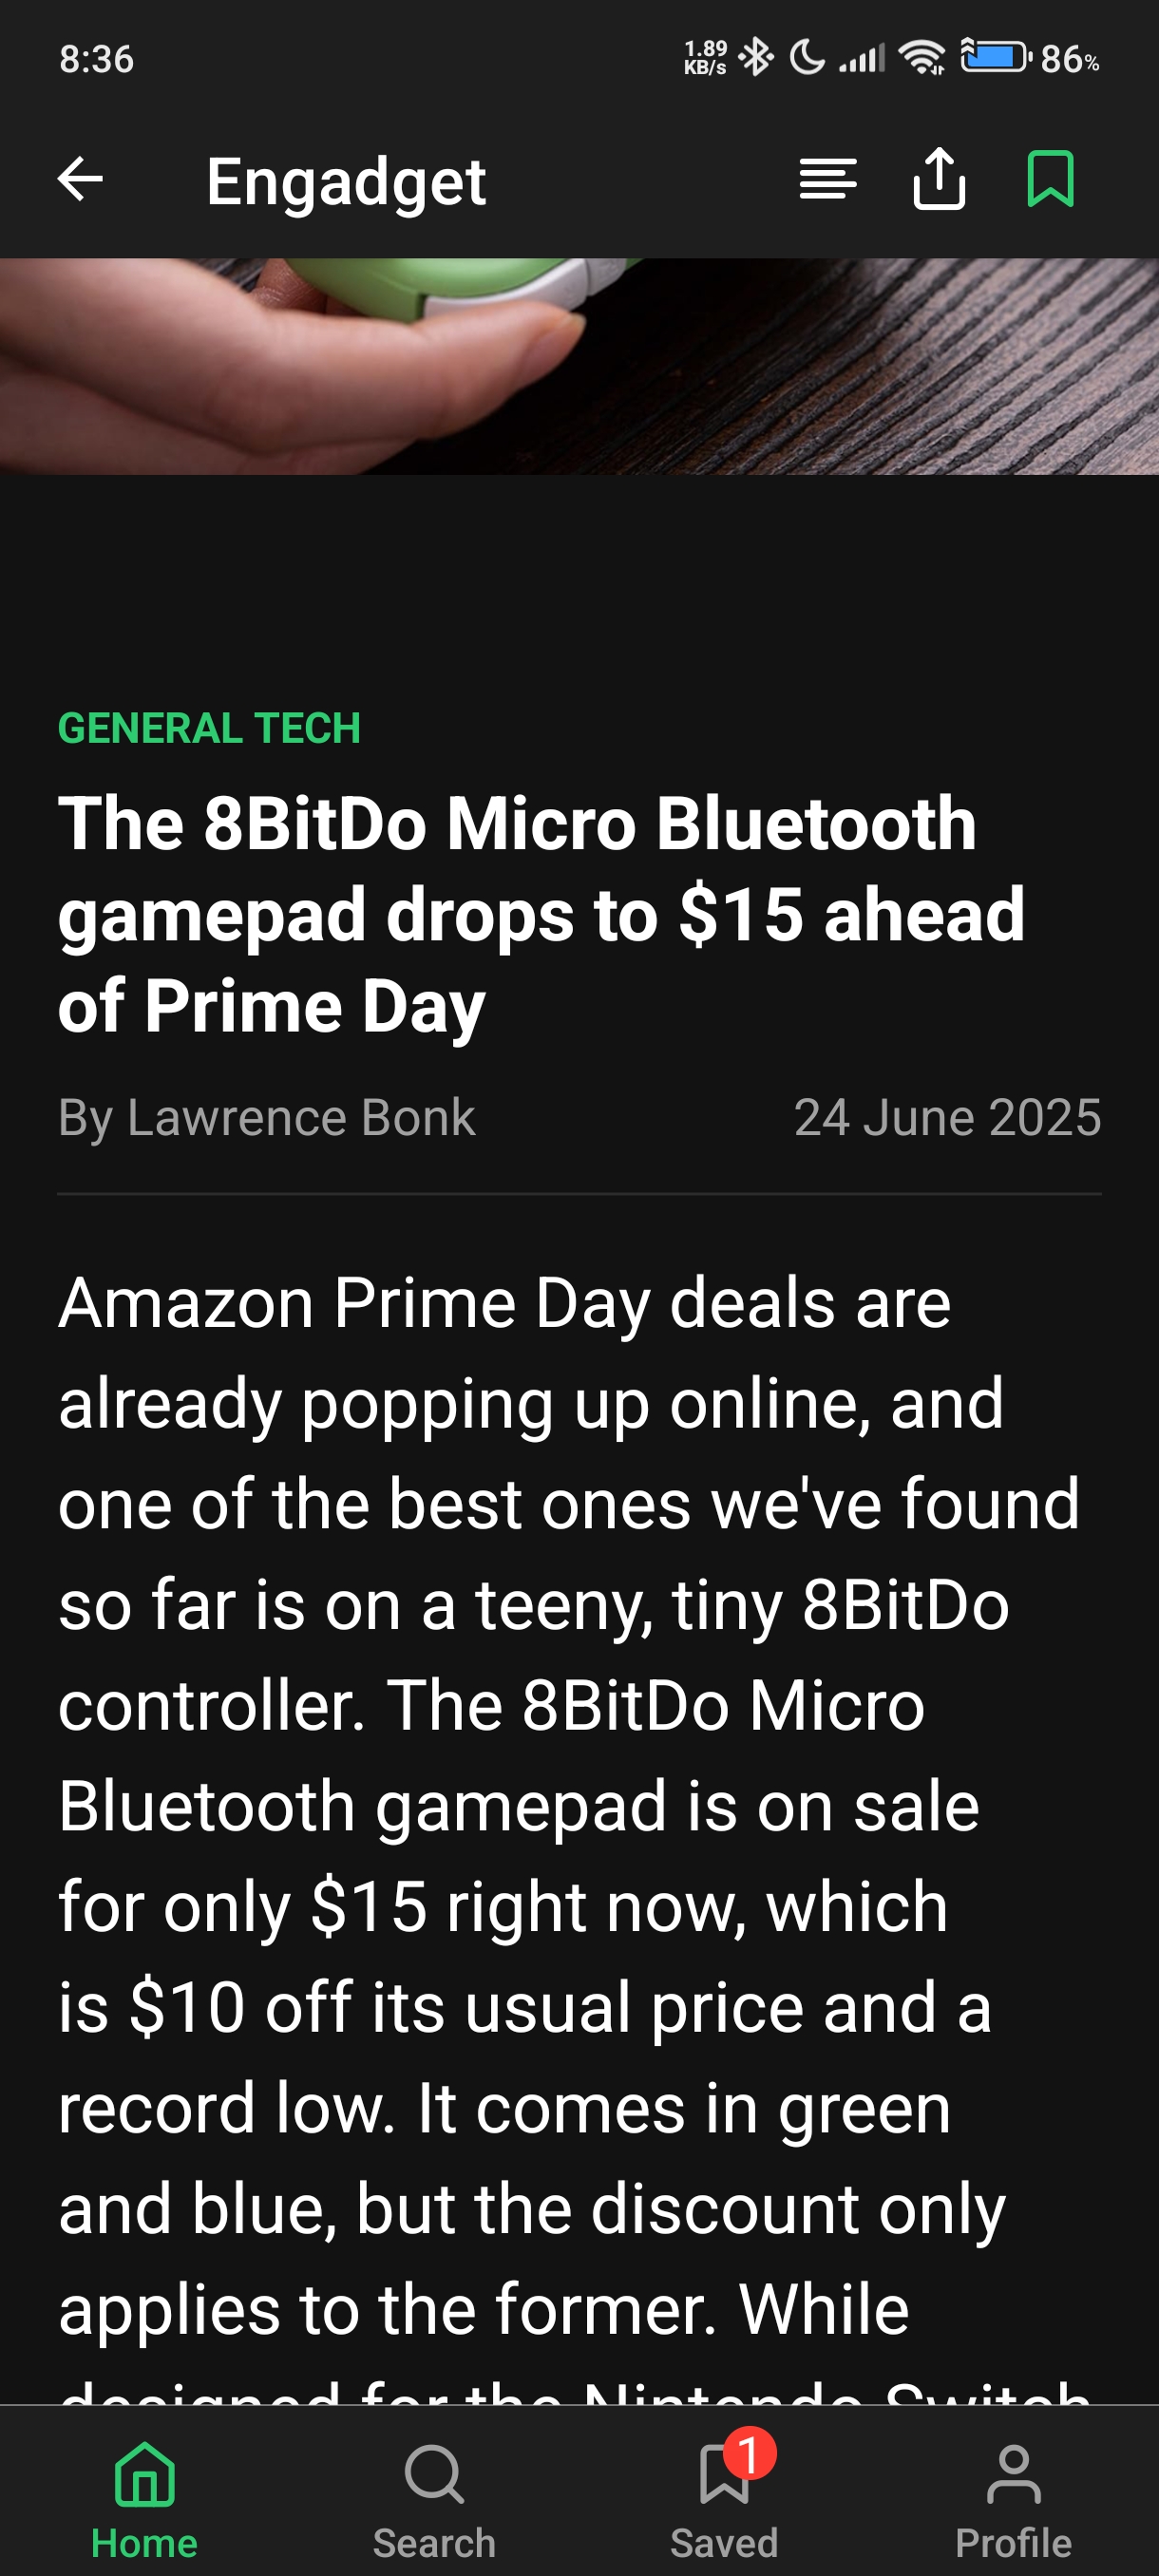 8:36
1.89
KB/s
86%
Engadget
GENERAL TECH
The 8BitDo Micro Bluetooth
gamepad drops to $15 ahead
of Prime Day
By Lawrence Bonk
24 June 2025
Amazon Prime Day deals are
already popping up online, and
one of the best ones we've found
so far is on a teeny, tiny 8BitDo
controller. The 8BitDo Micro
Bluetooth gamepad is on sale
for only $15 right now, which
is $10 off its usual price and a
record low. It comes in green
and blue, but the discount only
applies to the former. While
designed for the Nintendo Switch
1
Home
Search
Saved
Profile